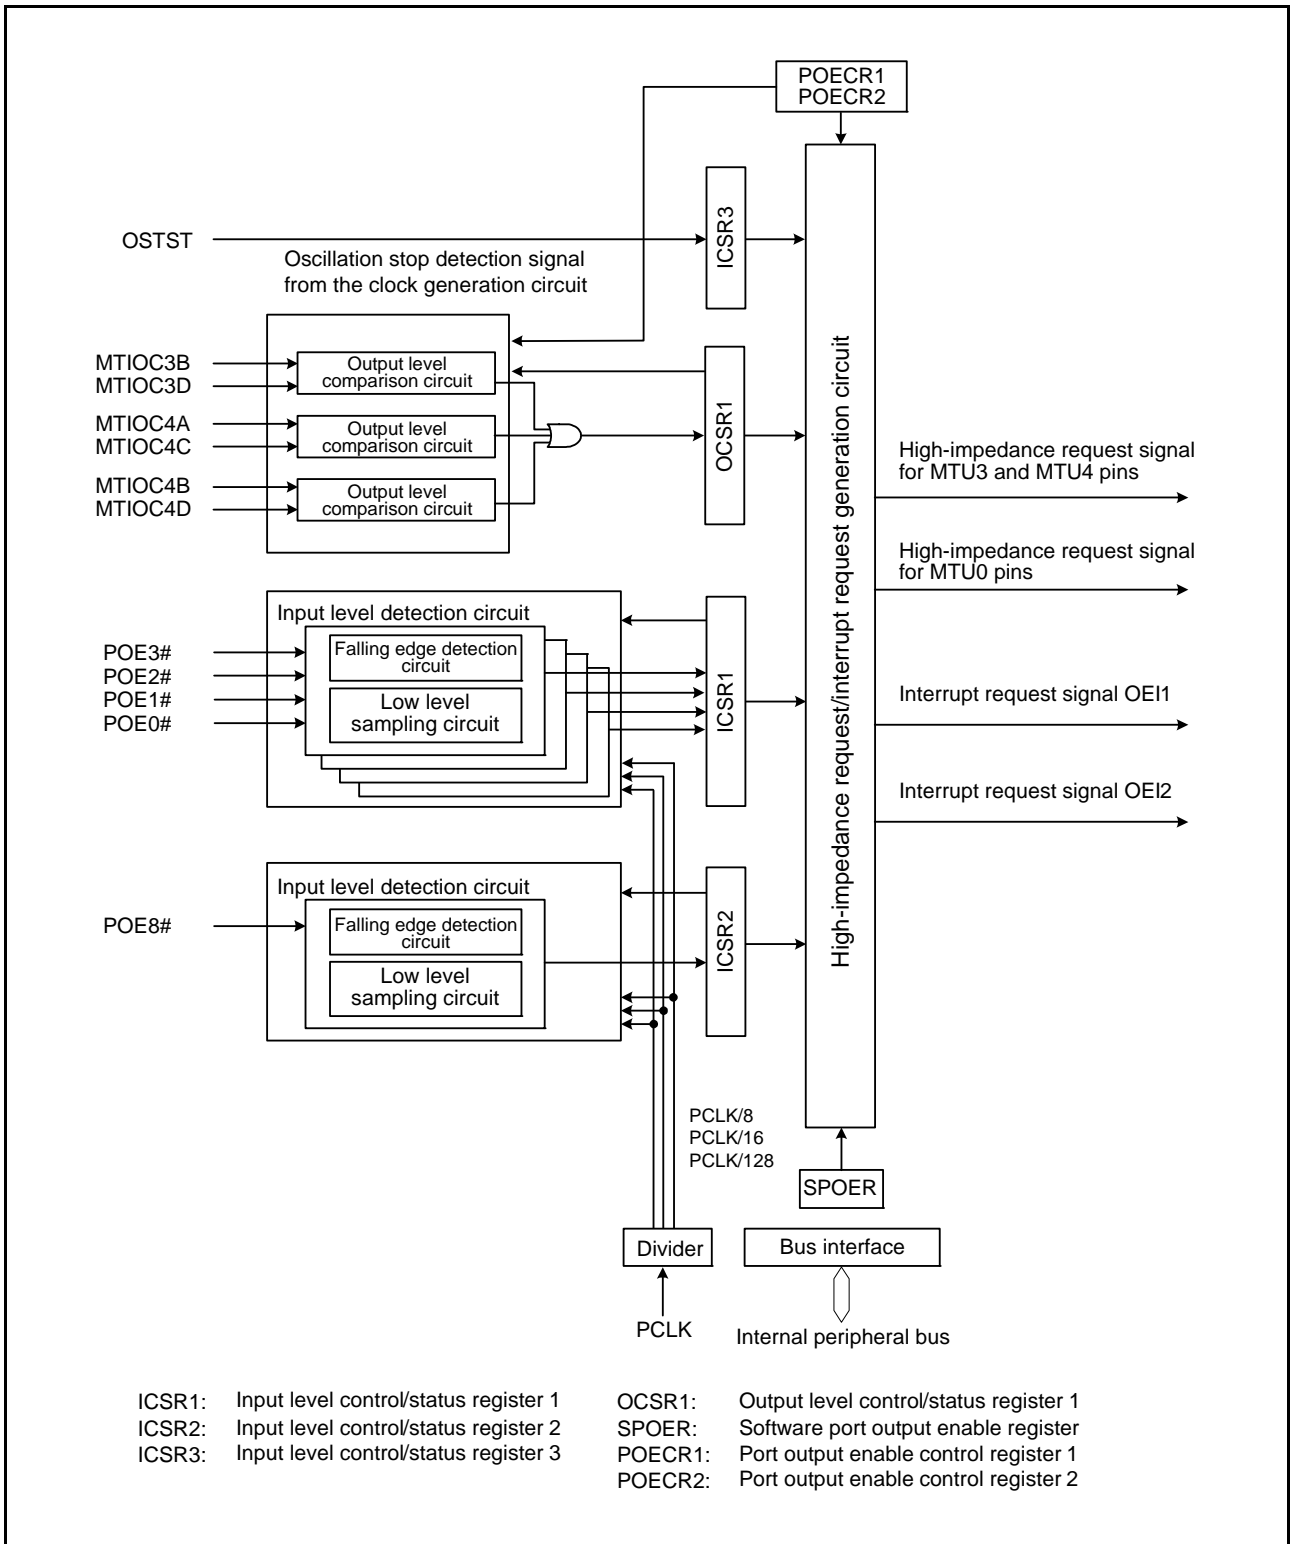 POECR1
POECR2
OSTST
ICSR3
Oscillation stop detection signal
from the clock generation circuit
MTIOC3B
MTIOC3D
Output level
comparison circuit
MTIOC4A
MTIOC4C
Output level
comparison circuit
MTIOC4B
MTIOC4D
Output level
comparison circuit
OCSR1
High-impedance request/interrupt request generation circuit
High-impedance request signal
for MTU3 and MTU4 pins
High-impedance request signal
for MTU0 pins
Input level detection circuit
POE3#
POE2#
POE1#
POE0#
Falling edge detection
circuit
Low level
sampling circuit
ICSR1
Interrupt request signal OEI1
Interrupt request signal OEI2
Input level detection circuit
POE8#
Falling edge detection
circuit
Low level
sampling circuit
ICSR2
PCLK/8
PCLK/16
PCLK/128
SPOER
Divider
Bus interface
PCLK
Internal peripheral bus
ICSR1: Input level control/status register 1
ICSR2: Input level control/status register 2
ICSR3: Input level control/status register 3
OCSR1: Output level control/status register 1
SPOER: Software port output enable register
POECR1: Port output enable control register 1
POECR2: Port output enable control register 2